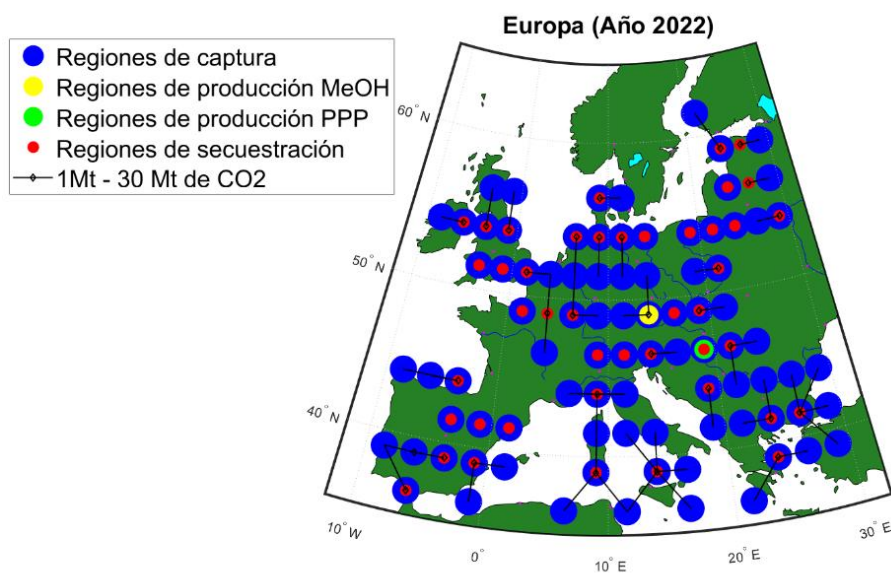 Europa (Año 2022)
Regiones de captura
Regiones de producción MeOH
Regiones de producción PPP
Regiones de secuestración
1Mt - 30 Mt de CO2
60° N
50° N
40° N
10° W
0°
10° E
20° E
30° E